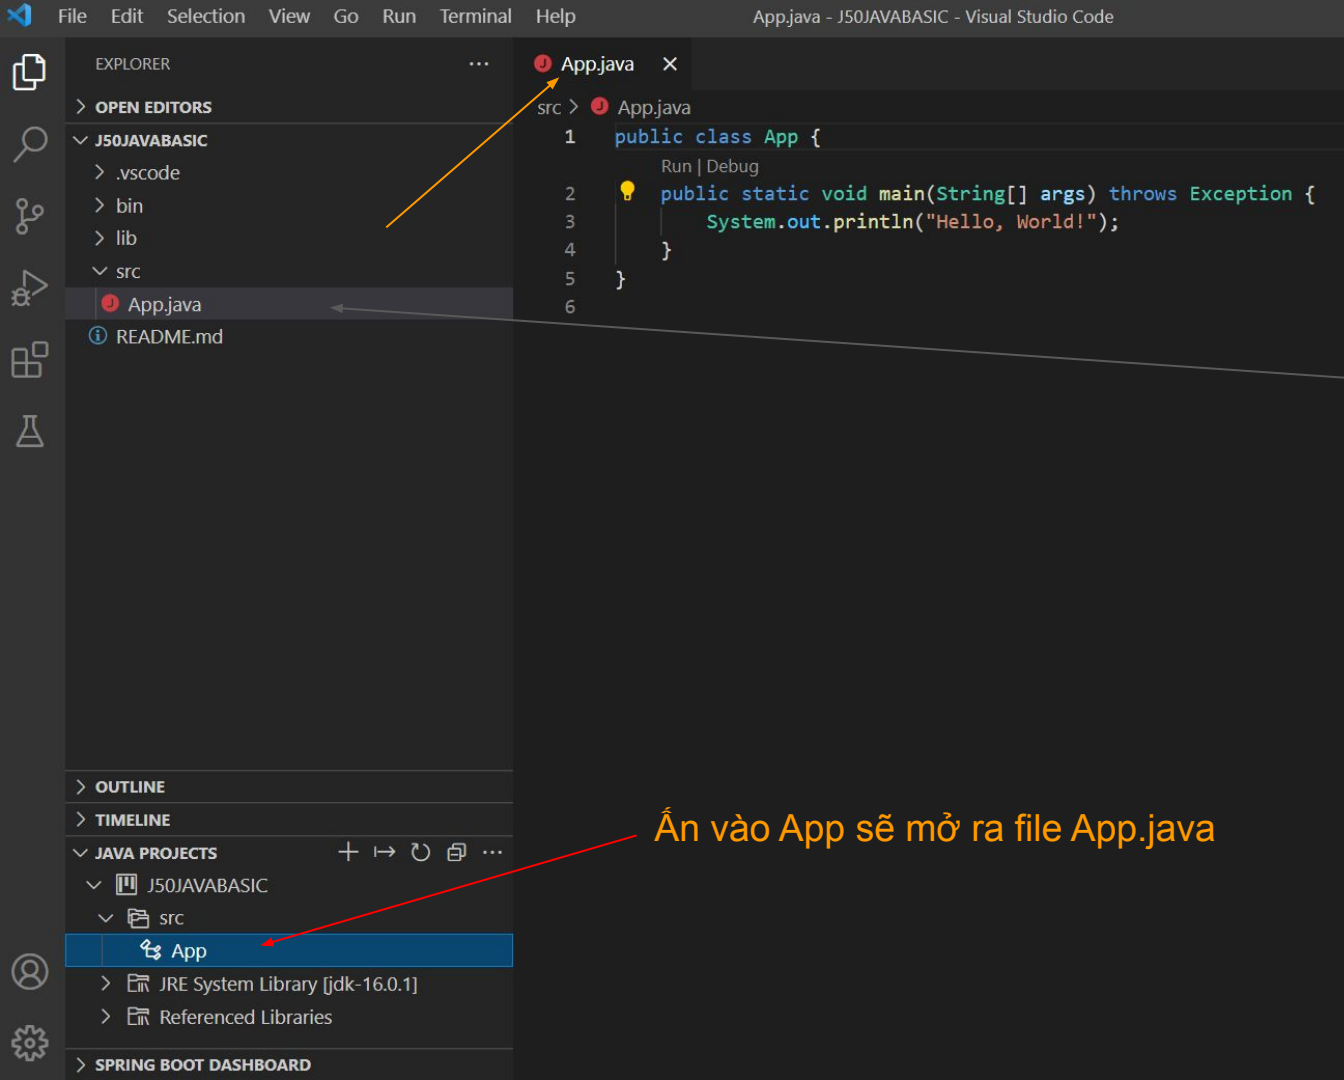 File Edit Selection View Go Run Terminal Help
App.java - J50JAVABASIC - Visual Studio Code
EXPLORER
OPEN EDITORS
J50JAVABASIC
.vscode
bin
lib
src
App.java
README.md
OUTLINE
TIMELINE
JAVA PROJECTS
J50JAVABASIC
src
App
JRE System Library [jdk-16.0.1]
Referenced Libraries
SPRING BOOT DASHBOARD
App.java
src > App.java
1 public class App {
Run | Debug
2 public static void main(String[] args) throws Exception {
3 System.out.println("Hello, World!");
4 }
5 }
6
Ấn vào App sẽ mở ra file App.java